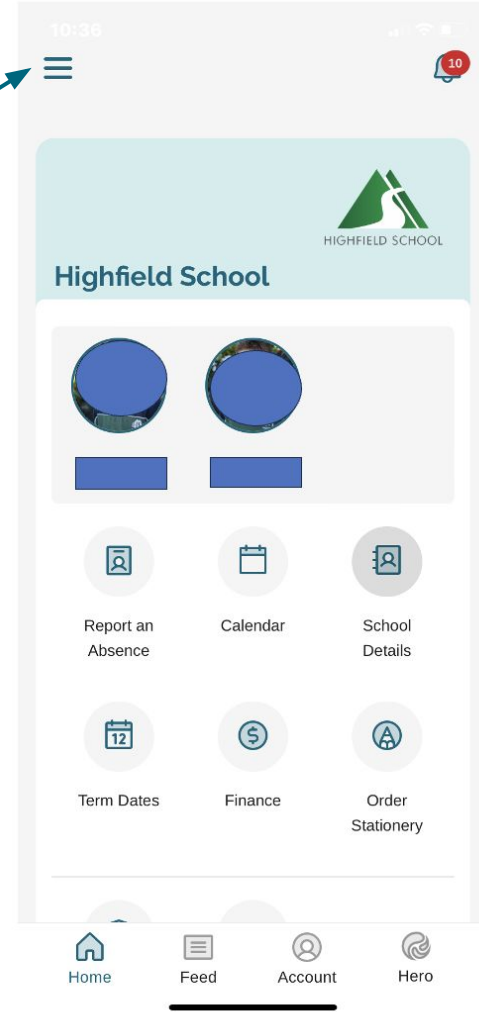 10:36
10
HIGHFIELD SCHOOL
Highfield School
Report an
Absence
Calendar
School
Details
12
Term Dates
Finance
Order
Stationery
Home
Feed
Account
Hero